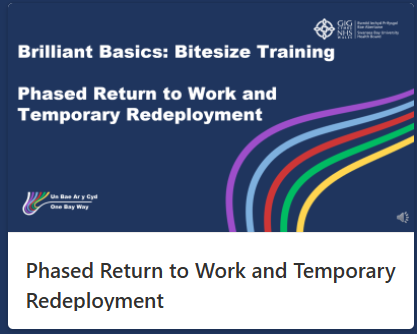 GIG
CYMRU
NHS
WALES
Bwrdd Iechyd Prifysgol
Bae Abertawe
Swansea Bay University
Health Board
Brilliant Basics: Bitesize Training
Phased Return to Work and
Temporary Redeployment
Un Bae Ar y Cyd
One Bay Way
Phased Return to Work and Temporary
Redeployment